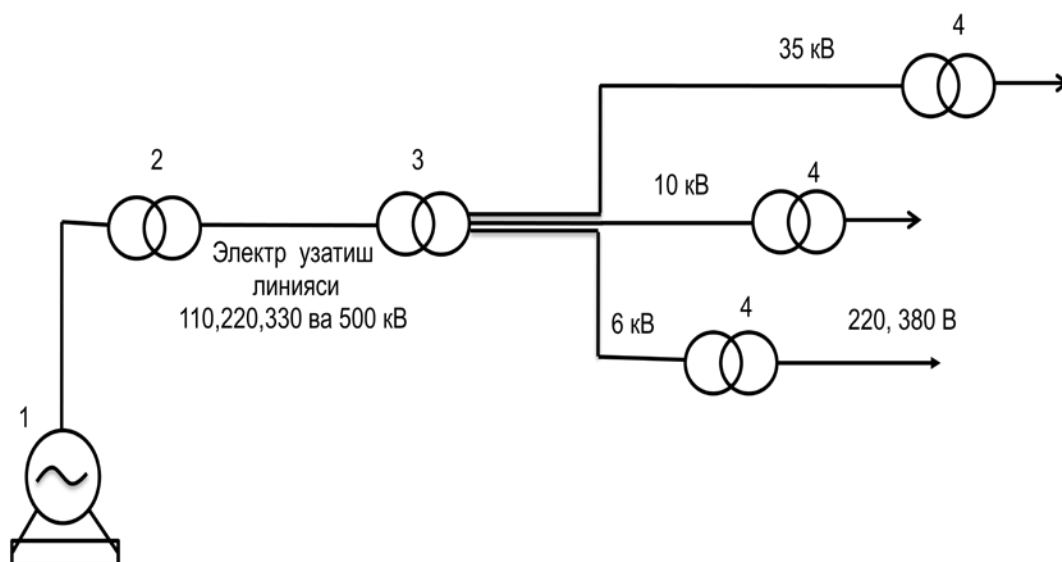 4
35 кВ
2
3
10 кВ
4
Электр узатиш
линияси
110,220,330 ва 500 кВ
6 кВ
4
220, 380 В
1